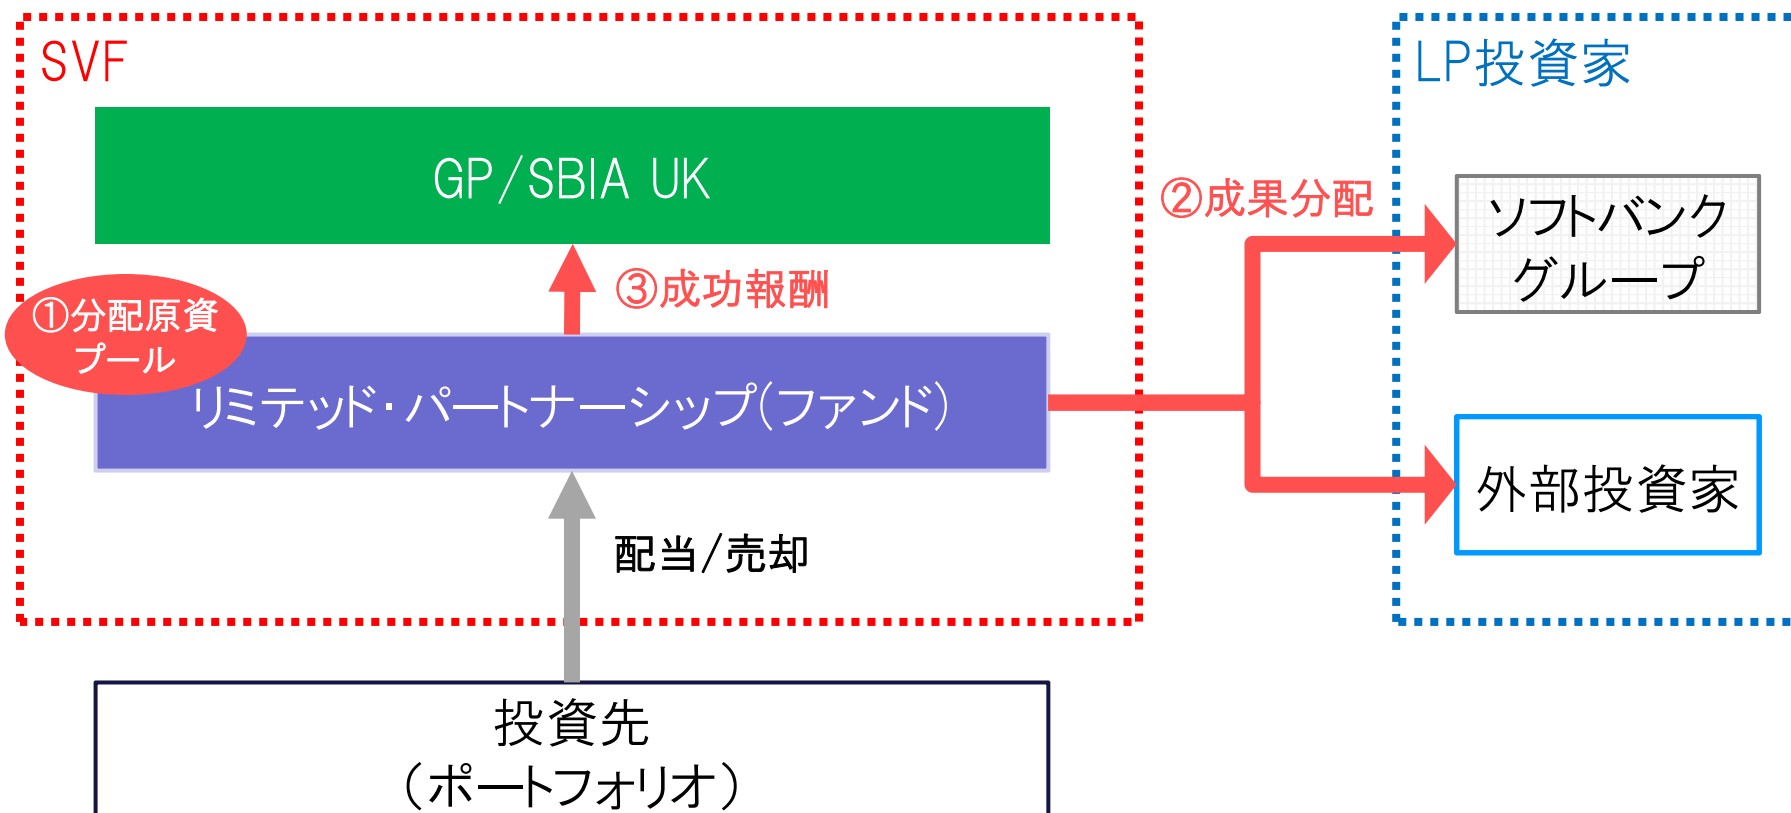 SVF
LP投資家
GP/SBIA UK
②成果分配
ソフトバンク
グループ
③成功報酬
①分配原資
プール
リミテッド・パートナーシップ(ファンド)
外部投資家
配当/売却
投資先
（ポートフォリオ）